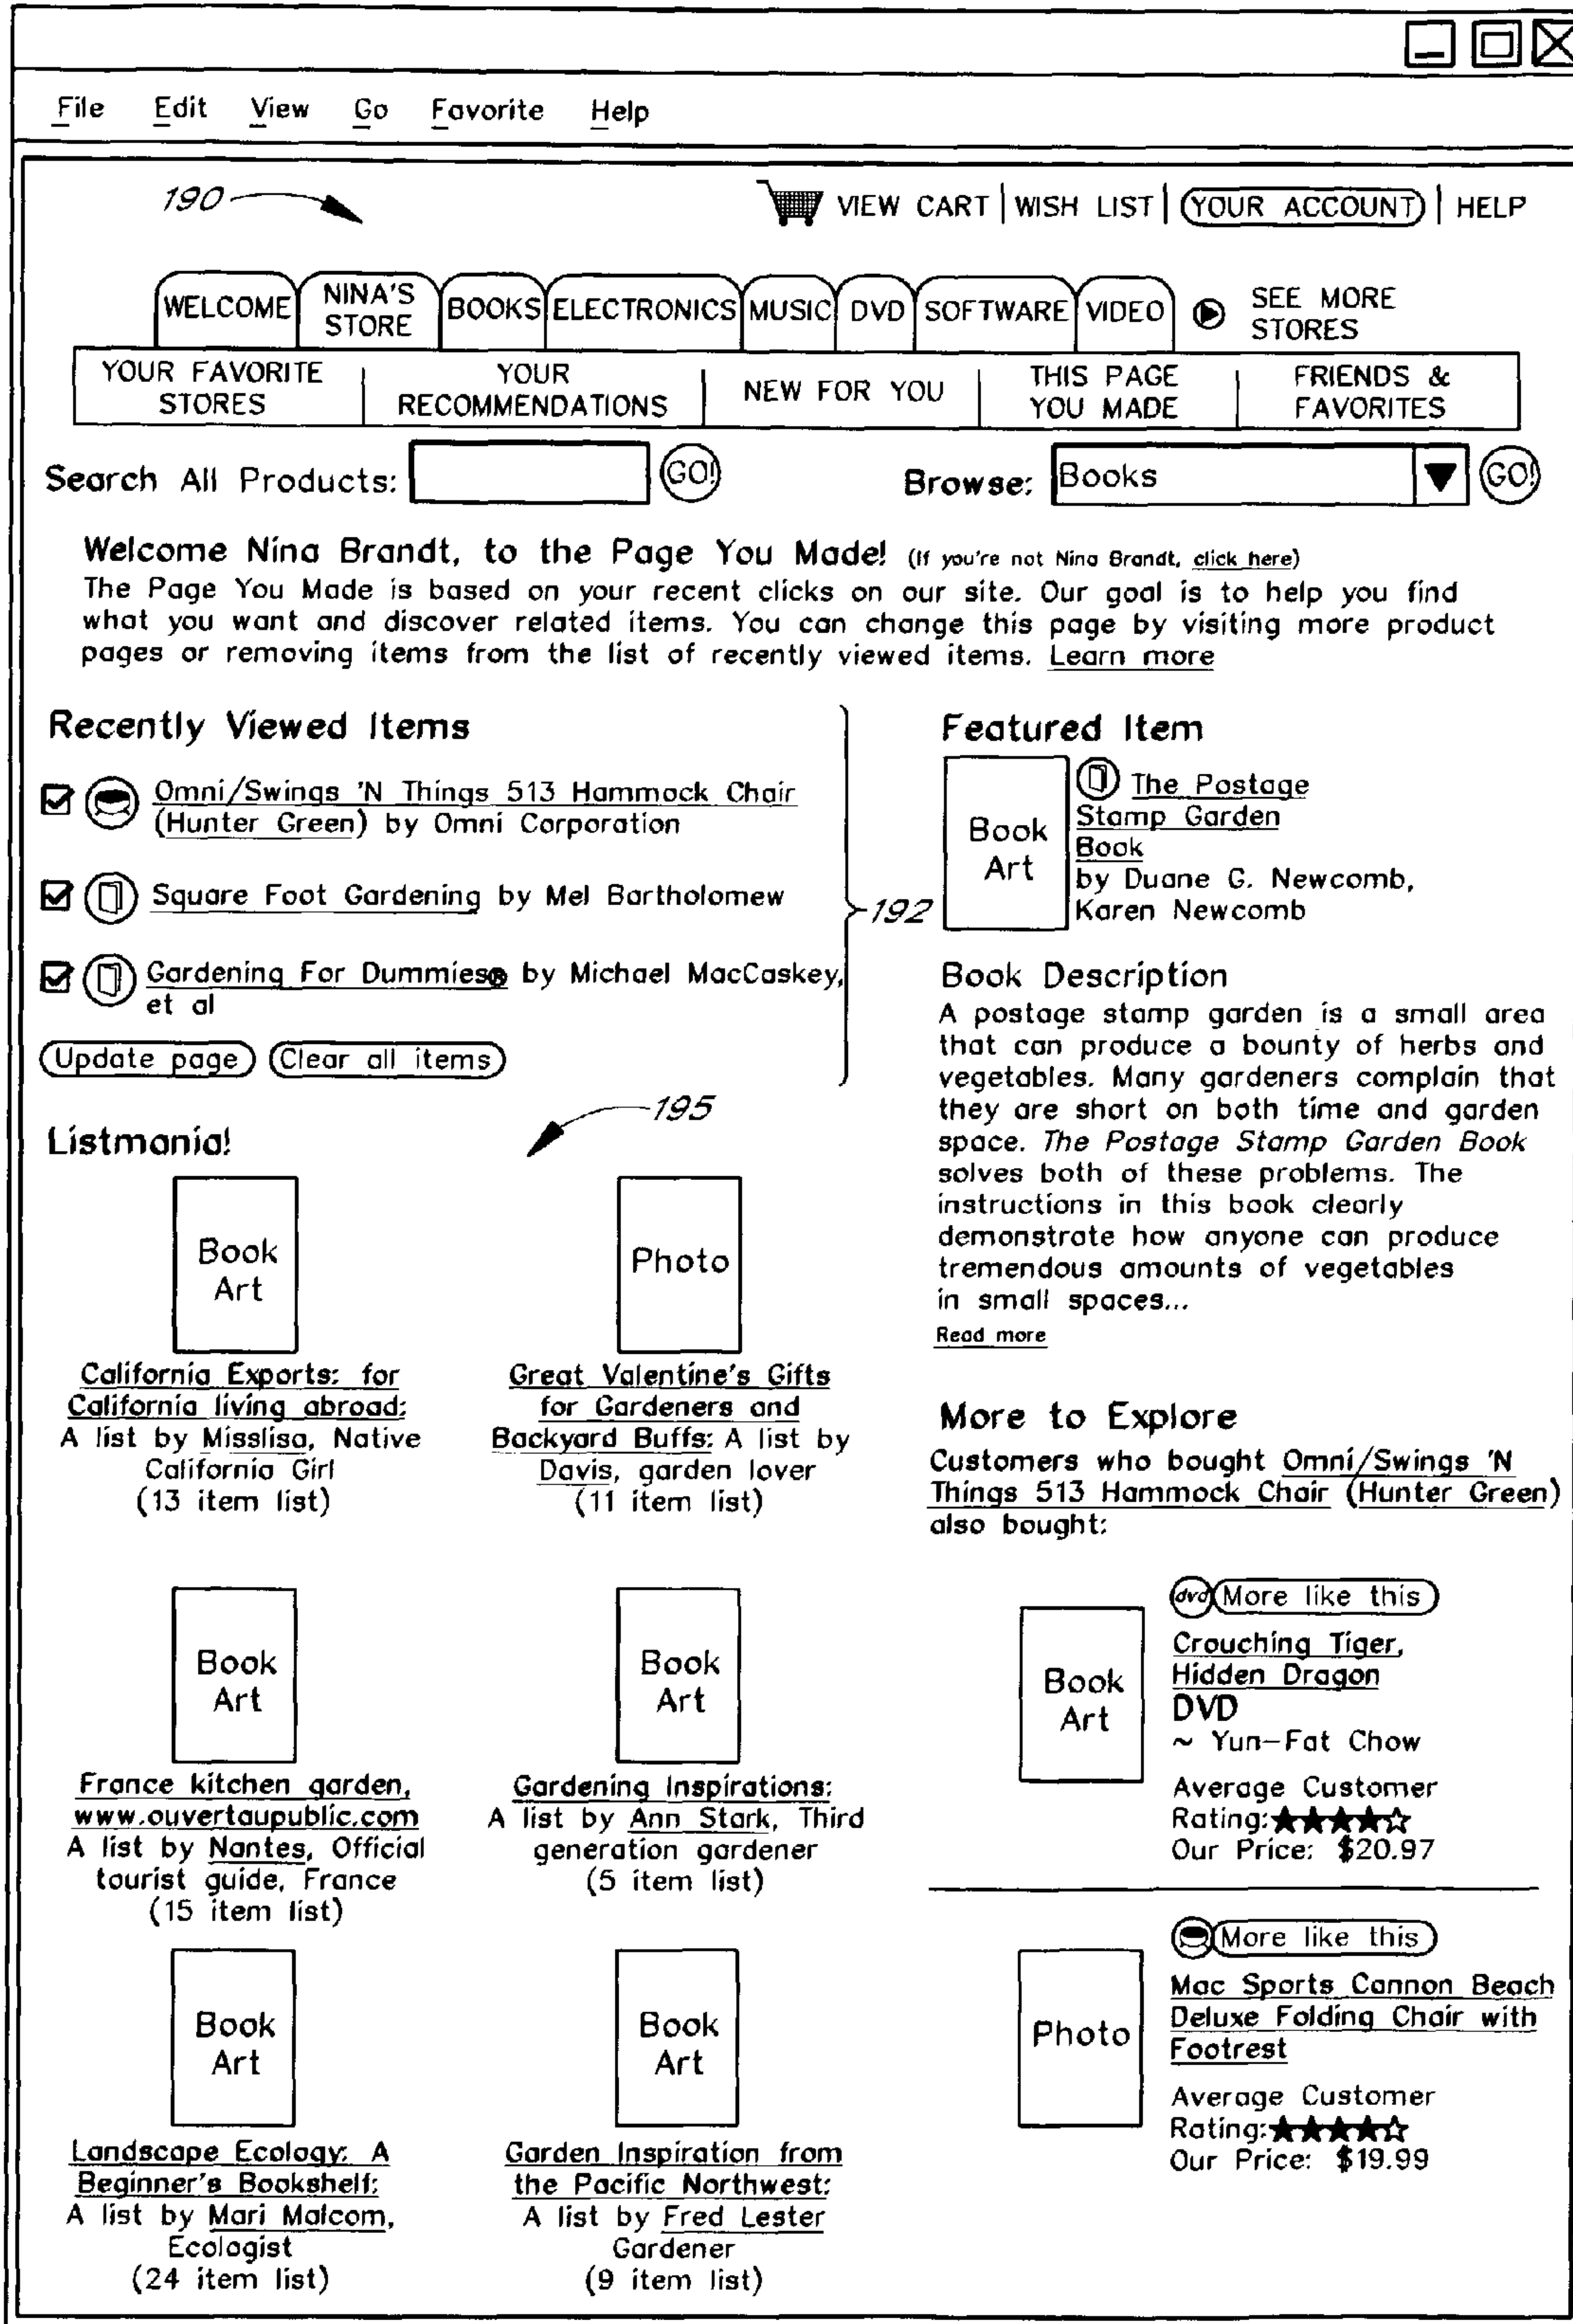 File Edit View Go Favorite Help
190
VIEW CART | WISH LIST | YOUR ACCOUNT | HELP
WELCOME
NINA'S
STORE
BOOKS
ELECTRONICS
MUSIC
DVD
SOFTWARE
VIDEO
SEE MORE
STORES
YOUR FAVORITE
STORES
YOUR
RECOMMENDATIONS
NEW FOR YOU
THIS PAGE
YOU MADE
FRIENDS &
FAVORITES
Search All Products:
GO!
Browse:
Books
GO!
Welcome Nina Brandt, to the Page You Made! (If you're not Nina Brandt, click here)
The Page You Made is based on your recent clicks on our site. Our goal is to help you find
what you want and discover related items. You can change this page by visiting more product
pages or removing items from the list of recently viewed items. Learn more
Recently Viewed Items
Omni/Swings 'N Things 513 Hammock Chair
(Hunter Green) by Omni Corporation
Square Foot Gardening by Mel Bartholomew
Gardening For Dummies® by Michael MacCaskey,
et al
Update page
Clear all items
192
Featured Item
Book
Art
The Postage
Stamp Garden
Book
by Duane G. Newcomb,
Karen Newcomb
Book Description
A postage stamp garden is a small area
that can produce a bounty of herbs and
vegetables. Many gardeners complain that
they are short on both time and garden
space. The Postage Stamp Garden Book
solves both of these problems. The
instructions in this book clearly
demonstrate how anyone can produce
tremendous amounts of vegetables
in small spaces...
Read more
195
Listmania!
Book
Art
California Exports: for
California living abroad:
A list by Misslisa, Native
California Girl
(13 item list)
Photo
Great Valentine's Gifts
for Gardeners and
Backyard Buffs: A list by
Davis, garden lover
(11 item list)
Book
Art
France kitchen garden,
www.ouvertaupublic.com
A list by Nantes, Official
tourist guide, France
(15 item list)
Book
Art
Gardening Inspirations:
A list by Ann Stark, Third
generation gardener
(5 item list)
Book
Art
Landscape Ecology: A
Beginner's Bookshelf:
A list by Mari Malcom,
Ecologist
(24 item list)
Book
Art
Garden Inspiration from
the Pacific Northwest:
A list by Fred Lester
Gardener
(9 item list)
More to Explore
Customers who bought Omni/Swings 'N
Things 513 Hammock Chair (Hunter Green)
also bought:
Book
Art
dvd More like this
Crouching Tiger,
Hidden Dragon
DVD
~ Yun-Fat Chow
Average Customer
Rating:★★★★☆
Our Price: $20.97
Photo
More like this
Mac Sports Cannon Beach
Deluxe Folding Chair with
Footrest
Average Customer
Rating:★★★★☆
Our Price: $19.99